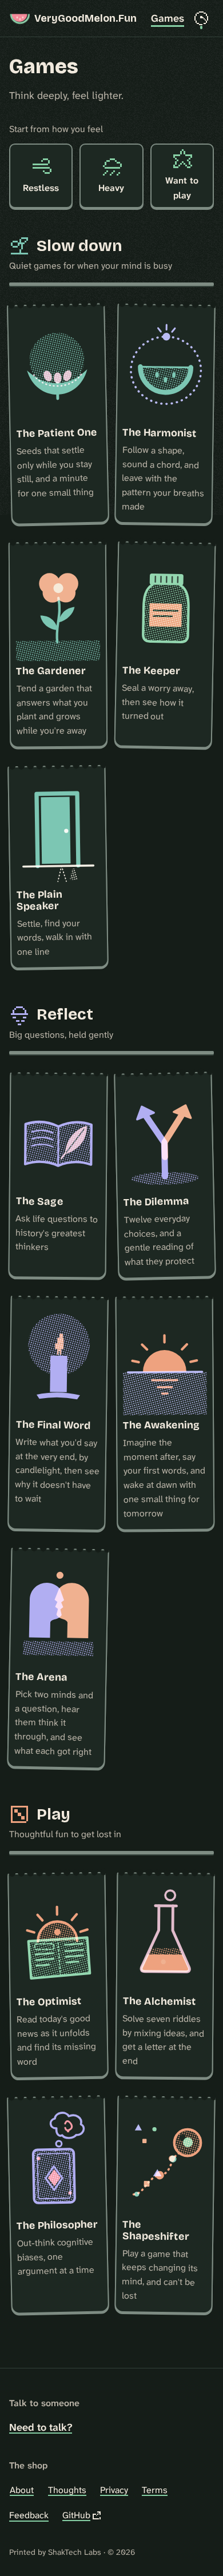 VeryGoodMelon.Fun
Games
Games
Think deeply, feel lighter.
Start from how you feel
Restless
Heavy
Want to
play
Slow down
Quiet games for when your mind is busy
The Patient One
Seeds that settle
only while you stay
still, and a minute
for one small thing
The Harmonist
Follow a shape,
sound a chord, and
leave with the
pattern your breaths
made
The Gardener
Tend a garden that
answers what you
plant and grows
while you're away
The Keeper
Seal a worry away,
then see how it
turned out
The Plain
Speaker
Settle, find your
words, walk in with
one line
Reflect
Big questions, held gently
The Sage
Ask life questions to
history's greatest
thinkers
The Dilemma
Twelve everyday
choices, and a
gentle reading of
what they protect
The Final Word
Write what you'd say
at the very end, by
candlelight, then see
why it doesn't have
to wait
The Awakening
Imagine the
moment after, say
your first words, and
wake at dawn with
one small thing for
tomorrow
The Arena
Pick two minds and
a question, hear
them think it
through, and see
what each got right
Play
Thoughtful fun to get lost in
The Optimist
Read today's good
news as it unfolds
and find its missing
word
The Alchemist
Solve seven riddles
by mixing ideas, and
get a letter at the
end
The Philosopher
Out-think cognitive
biases, one
argument at a time
The
Shapeshifter
Play a game that
keeps changing its
mind, and can't be
lost
Talk to someone
Need to talk?
The shop
About
Thoughts
Privacy
Terms
Feedback
GitHub
Printed by ShakTech Labs · © 2026